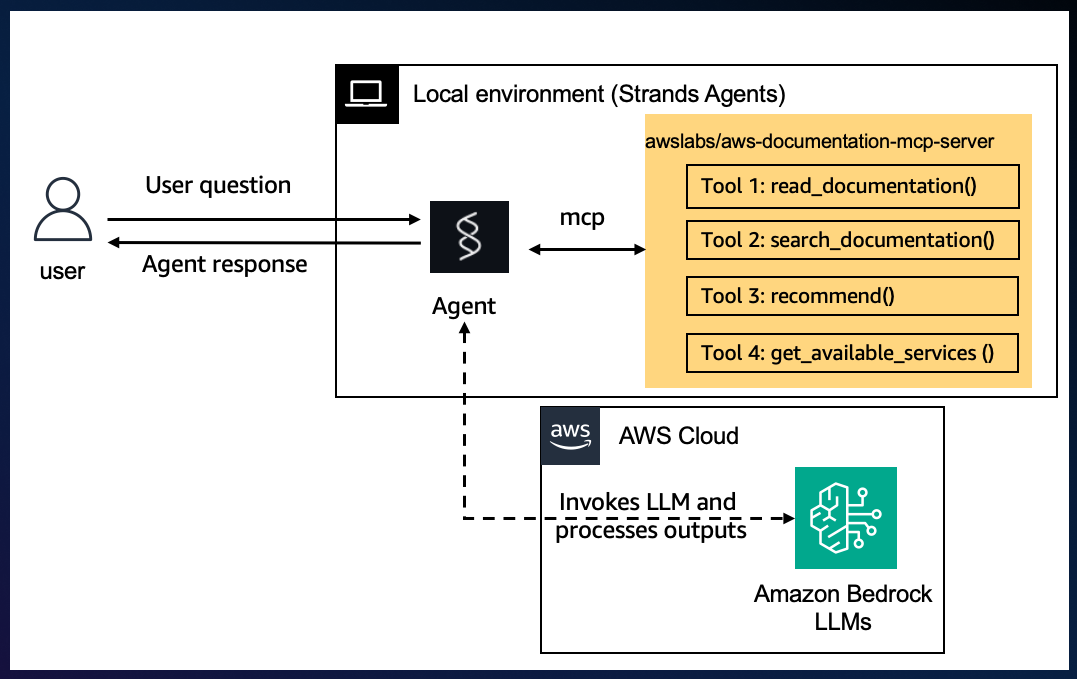 Local environment (Strands Agents)
awslabs/aws-documentation-mcp-server
Tool 1: read_documentation()
Tool 2: search_documentation()
Tool 3: recommend()
Tool 4: get_available_services ()
User question
Agent response
user
mcp
Agent
aws
AWS Cloud
Invokes LLM and
processes outputs
Amazon Bedrock
LLMs